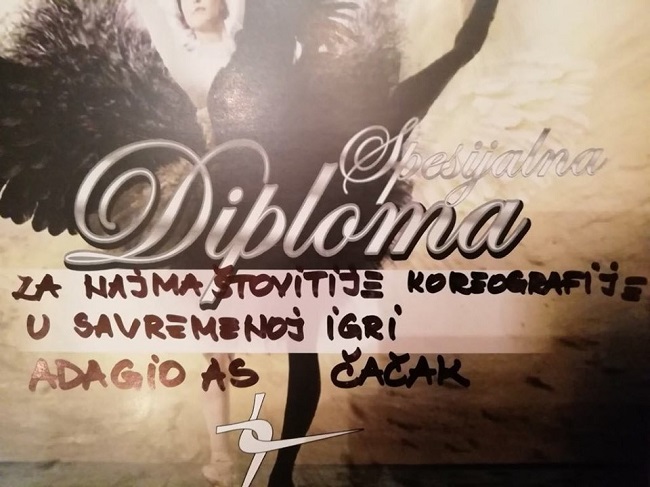 Spesijalna
Diploma
ZA NAJMAŠTOVITIJE KOREOGRAFIJE
U SAVREMENOJ IGRI
ADAGIO AS ČAČAK